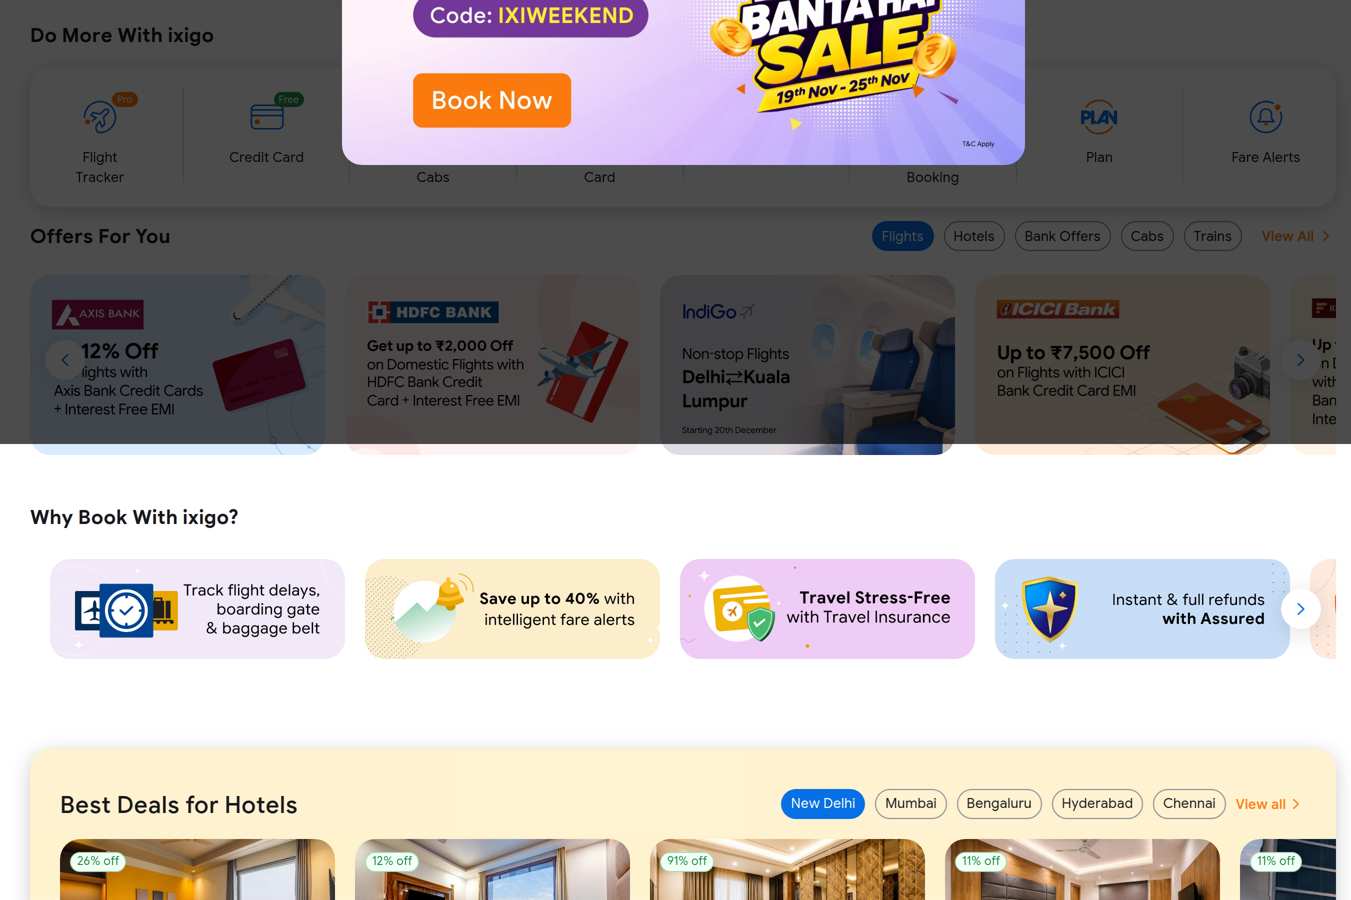 BANTA HAI
Code: IXIWEEKEND
SALE
19th Nov - 25th Nov
Book Now
T&C Apply
Do More With ixigo
Pro
Free
Flight
Tracker
Credit Card
Cabs
Card
Booking
PLAN
Plan
Fare Alerts
Offers For You
Flights
Hotels
Bank Offers
Cabs
Trains
View All
AXIS BANK
12% Off
lights with
Axis Bank Credit Cards
+ Interest Free EMI
HDFC BANK
Get up to ₹2,000 Off
on Domestic Flights with
HDFC Bank Credit
Card + Interest Free EMI
IndiGo
Non-stop Flights
Delhi⇄Kuala
Lumpur
Starting 20th December
ICICI Bank
Up to ₹7,500 Off
on Flights with ICICI
Bank Credit Card EMI
Why Book With ixigo?
Track flight delays,
boarding gate
& baggage belt
Save up to 40% with
intelligent fare alerts
Travel Stress-Free
with Travel Insurance
Instant & full refunds
with Assured
Best Deals for Hotels
New Delhi
Mumbai
Bengaluru
Hyderabad
Chennai
View all
26% off
12% off
91% off
11% off
11% off